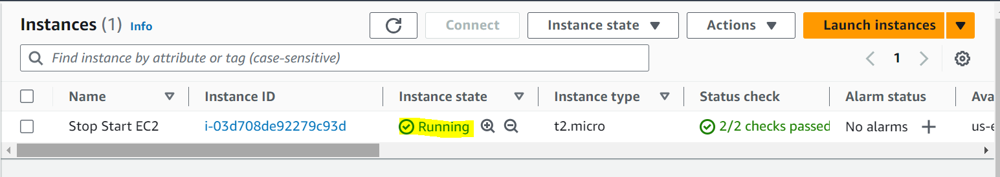 Instances (1) Info Connect Instance state Actions Launch instances
Find instance by attribute or tag (case-sensitive) 1
Name Instance ID Instance state Instance type Status check Alarm status Ava
Stop Start EC2 i-03d708de92279c93d Running t2.micro 2/2 checks passed No alarms + us-e